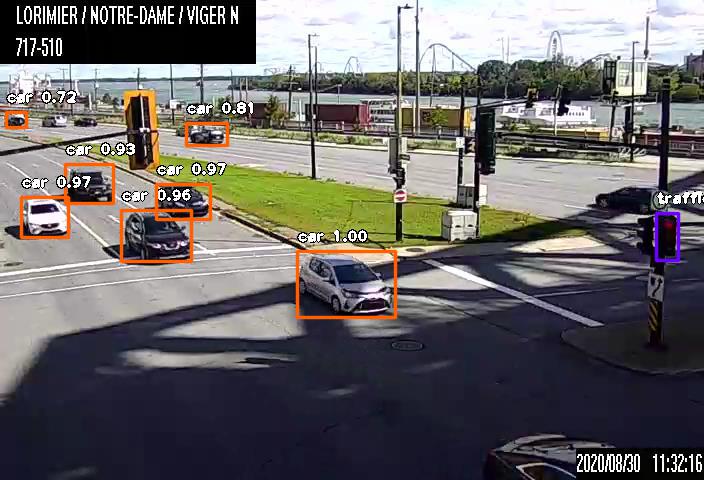 LORIMIER / NOTRE-DAME / VIGER N
717-510
car 0.72
car 0.81
car 0.93
car 0.97
car 0.97
car 0.96
traffi
car 1.00
2020/08/30 11:32:16